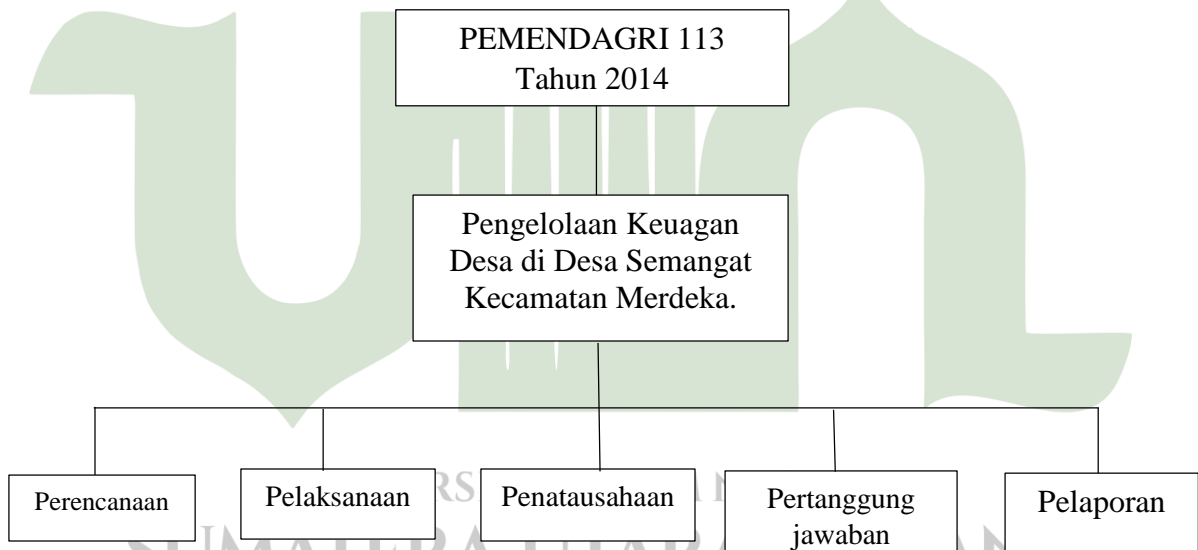 PEMENDAGRI 113
Tahun 2014
Pengelolaan Keuagan
Desa di Desa Semangat
Kecamatan Merdeka.
Perencanaan
Pelaksanaan
Penatausahaan
Pertanggung
jawaban
Pelaporan